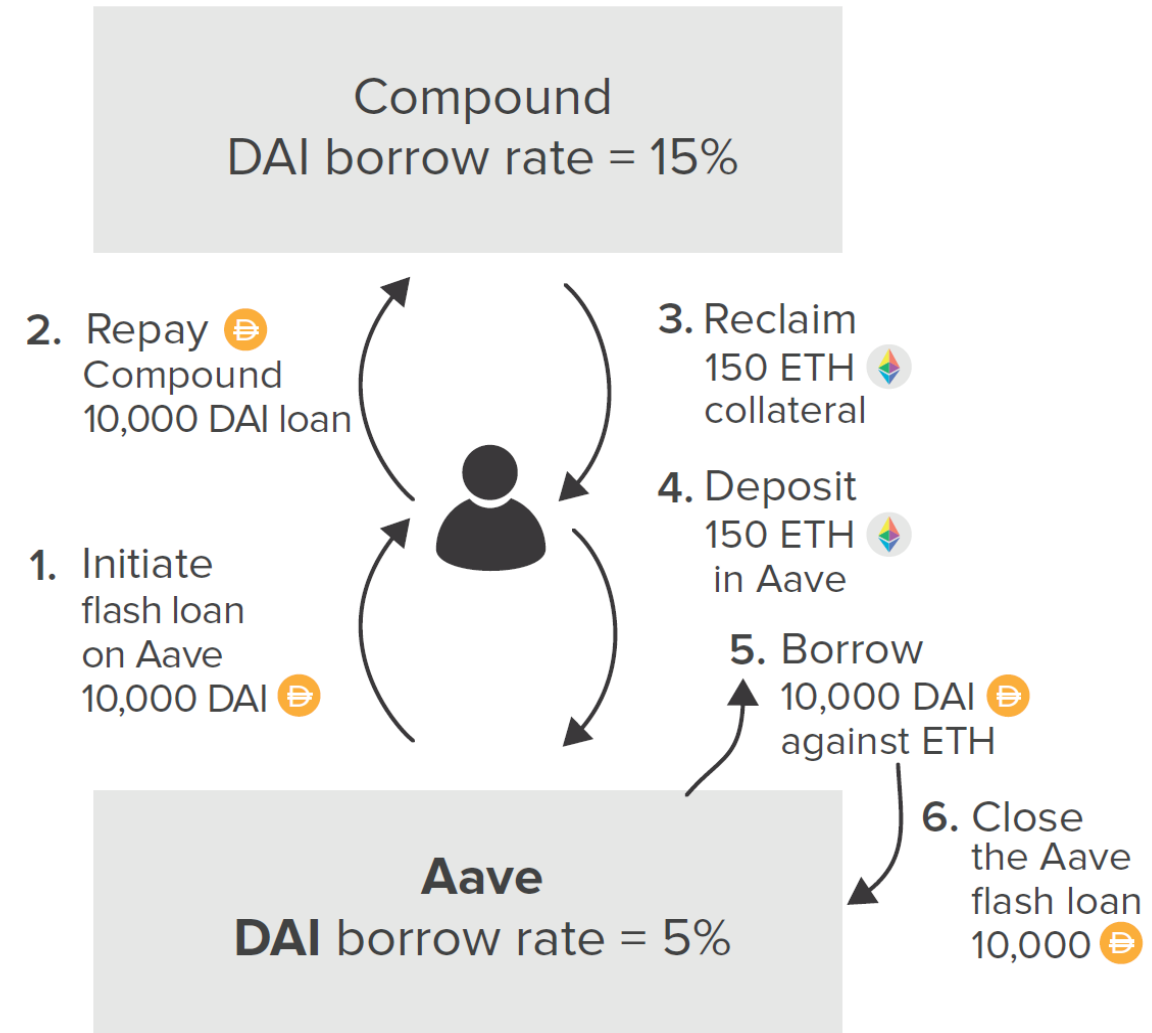 Compound
DAI borrow rate = 15%
2. Repay
Compound
10,000 DAI loan
3. Reclaim
150 ETH
collateral
4. Deposit
150 ETH
in Aave
1. Initiate
flash loan
on Aave
10,000 DAI
5. Borrow
10,000 DAI
against ETH
6. Close
the Aave
flash loan
10,000
Aave
DAI borrow rate = 5%